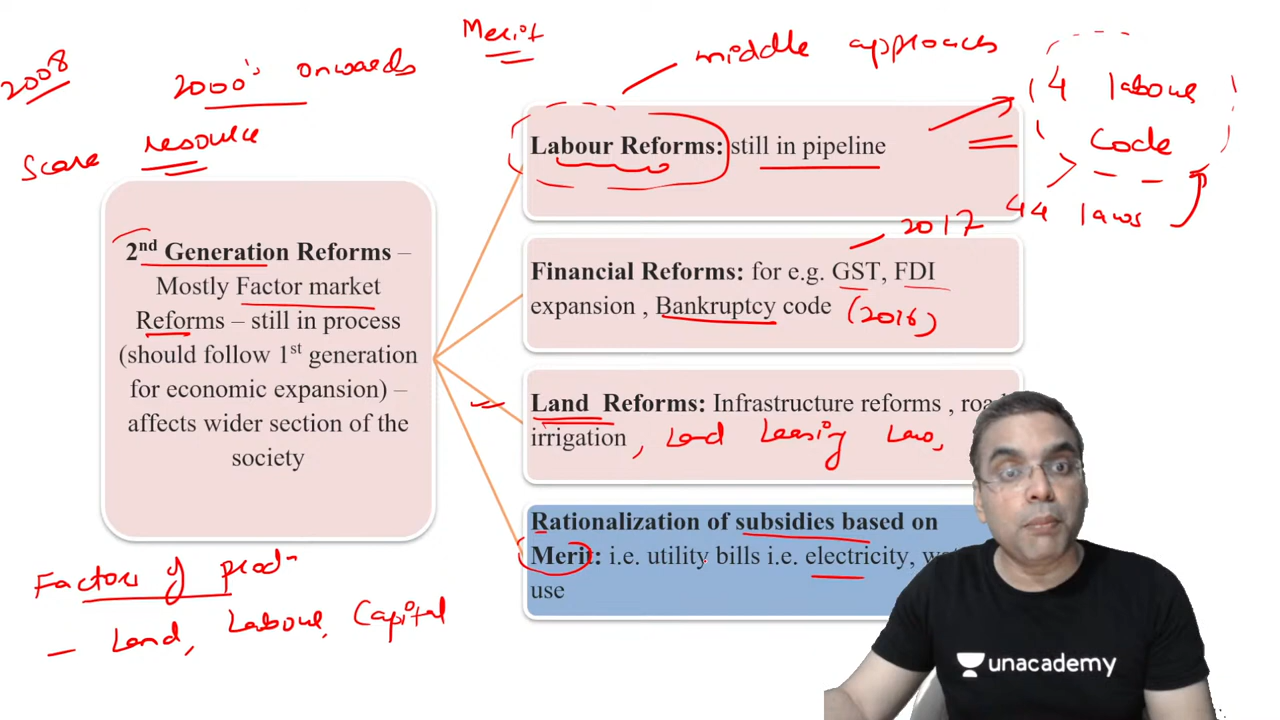 2008
2000's onwards
Merit
middle approach
Scare resource
4 labour
Code
44 laws
2nd Generation Reforms –
Mostly Factor market
Reforms – still in process
(should follow 1st generation
for economic expansion) –
affects wider section of the
society
Labour Reforms: still in pipeline
2017
Financial Reforms: for e.g. GST, FDI
expansion , Bankruptcy code (2016)
Land Reforms: Infrastructure reforms ,
irrigation , Land Leasing Law,
Rationalization of subsidies based on
Merit: i.e. utility bills i.e. electricity,
use
Factors of prod-
– Land, Labour, Capital
unacademy